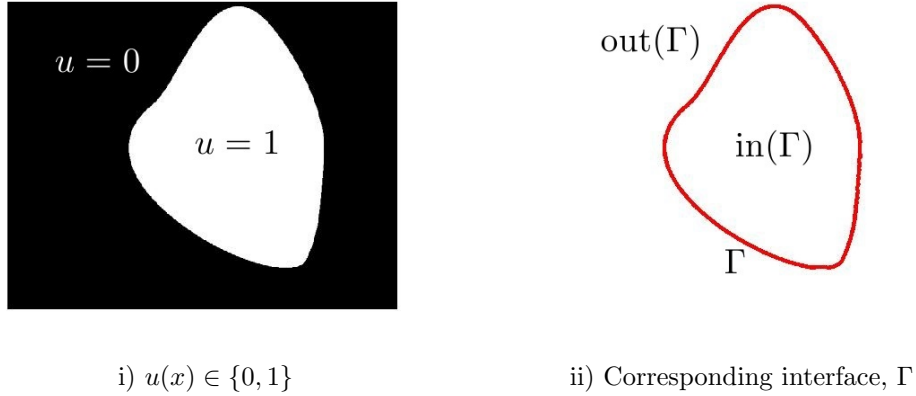 u = 0
u = 1
out(Γ)
in(Γ)
Γ
i) u(x) ∈ {0, 1}
ii) Corresponding interface, Γ